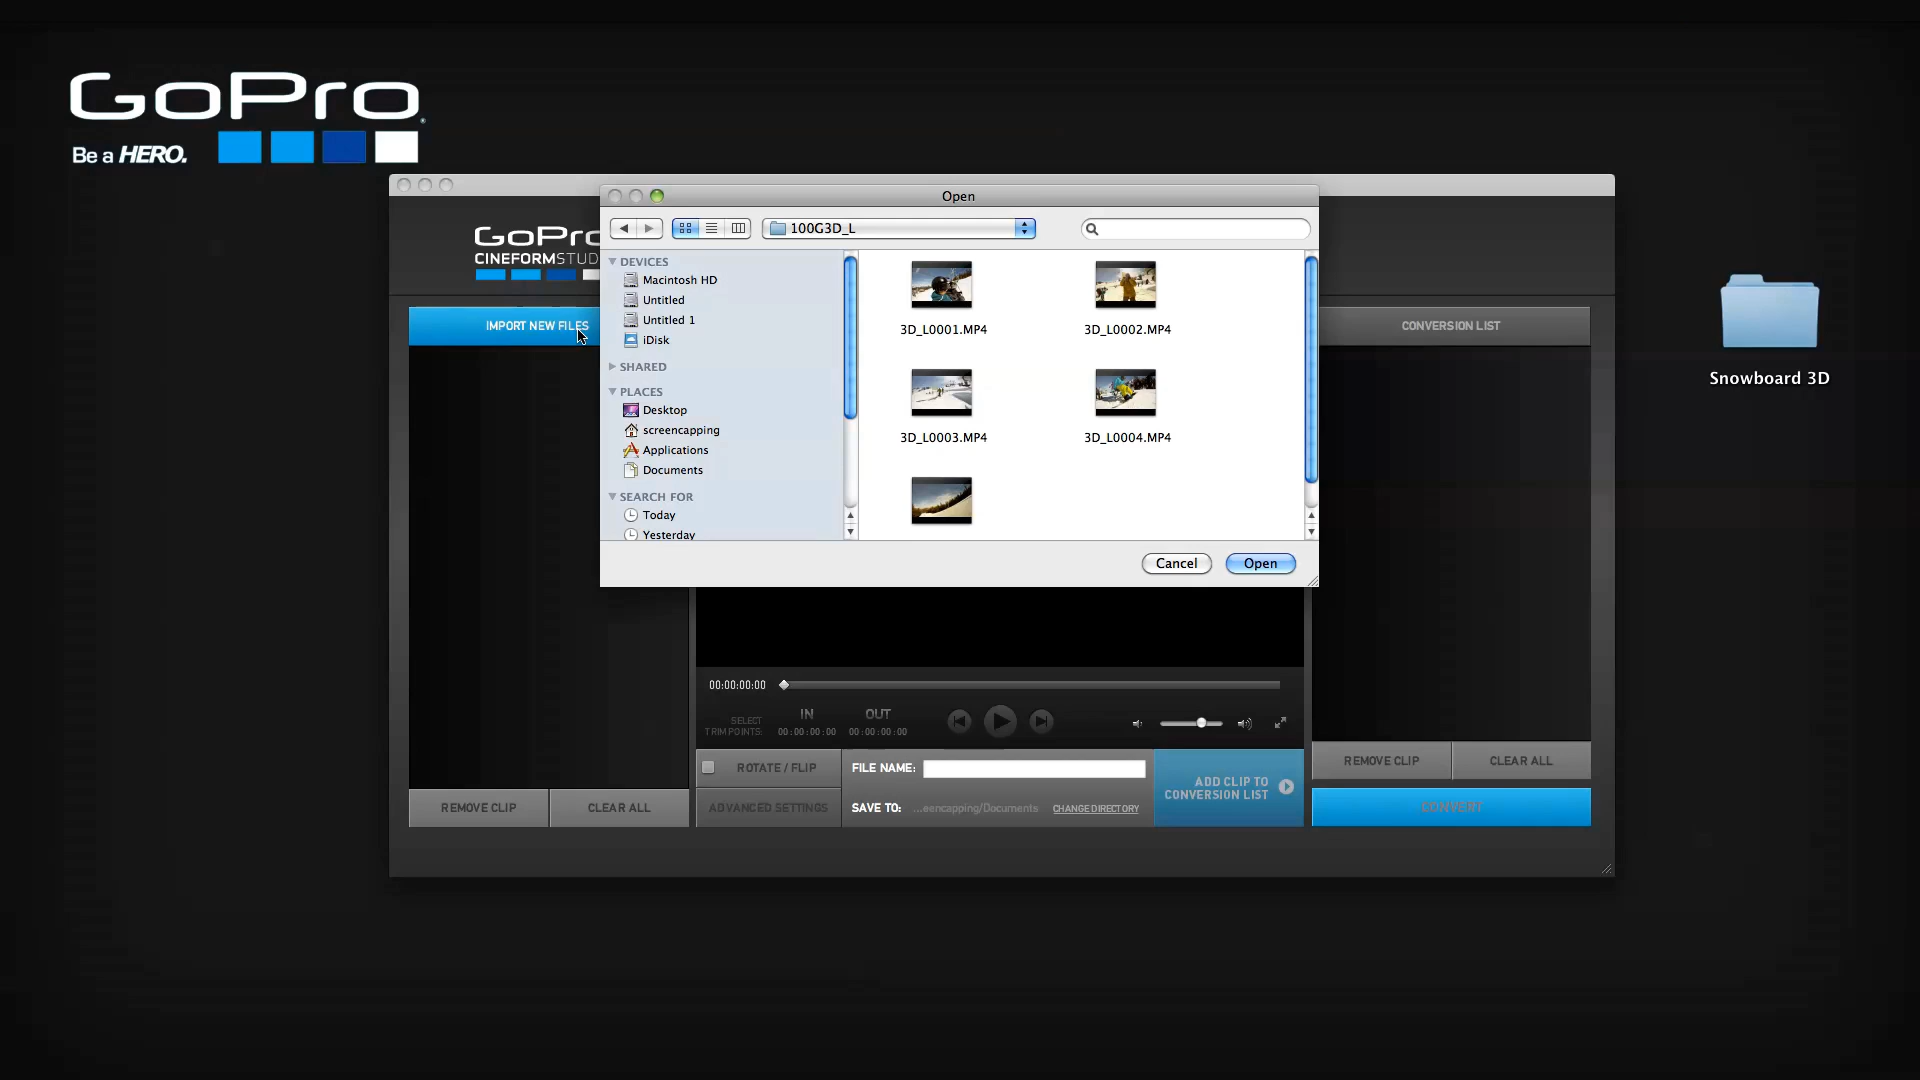 GoPro
Be a HERO.
Open
100G3D_L
GoPro
CINEFORMSTUD
DEVICES
Macintosh HD
Untitled
Untitled 1
iDisk
SHARED
PLACES
Desktop
screencapping
Applications
Documents
SEARCH FOR
Today
Yesterday
3D_L0001.MP4
3D_L0002.MP4
3D_L0003.MP4
3D_L0004.MP4
Cancel
Open
IMPORT NEW FILES
CONVERSION LIST
Snowboard 3D
00:00:00:00
SELECT
TRIM POINTS:
IN
00:00:00:00
OUT
00:00:00:00
ROTATE / FLIP
ADVANCED SETTINGS
FILE NAME:
SAVE TO:
...eencapping/Documents
CHANGE DIRECTORY
ADD CLIP TO
CONVERSION LIST
REMOVE CLIP
CLEAR ALL
REMOVE CLIP
CLEAR ALL
CONVERT